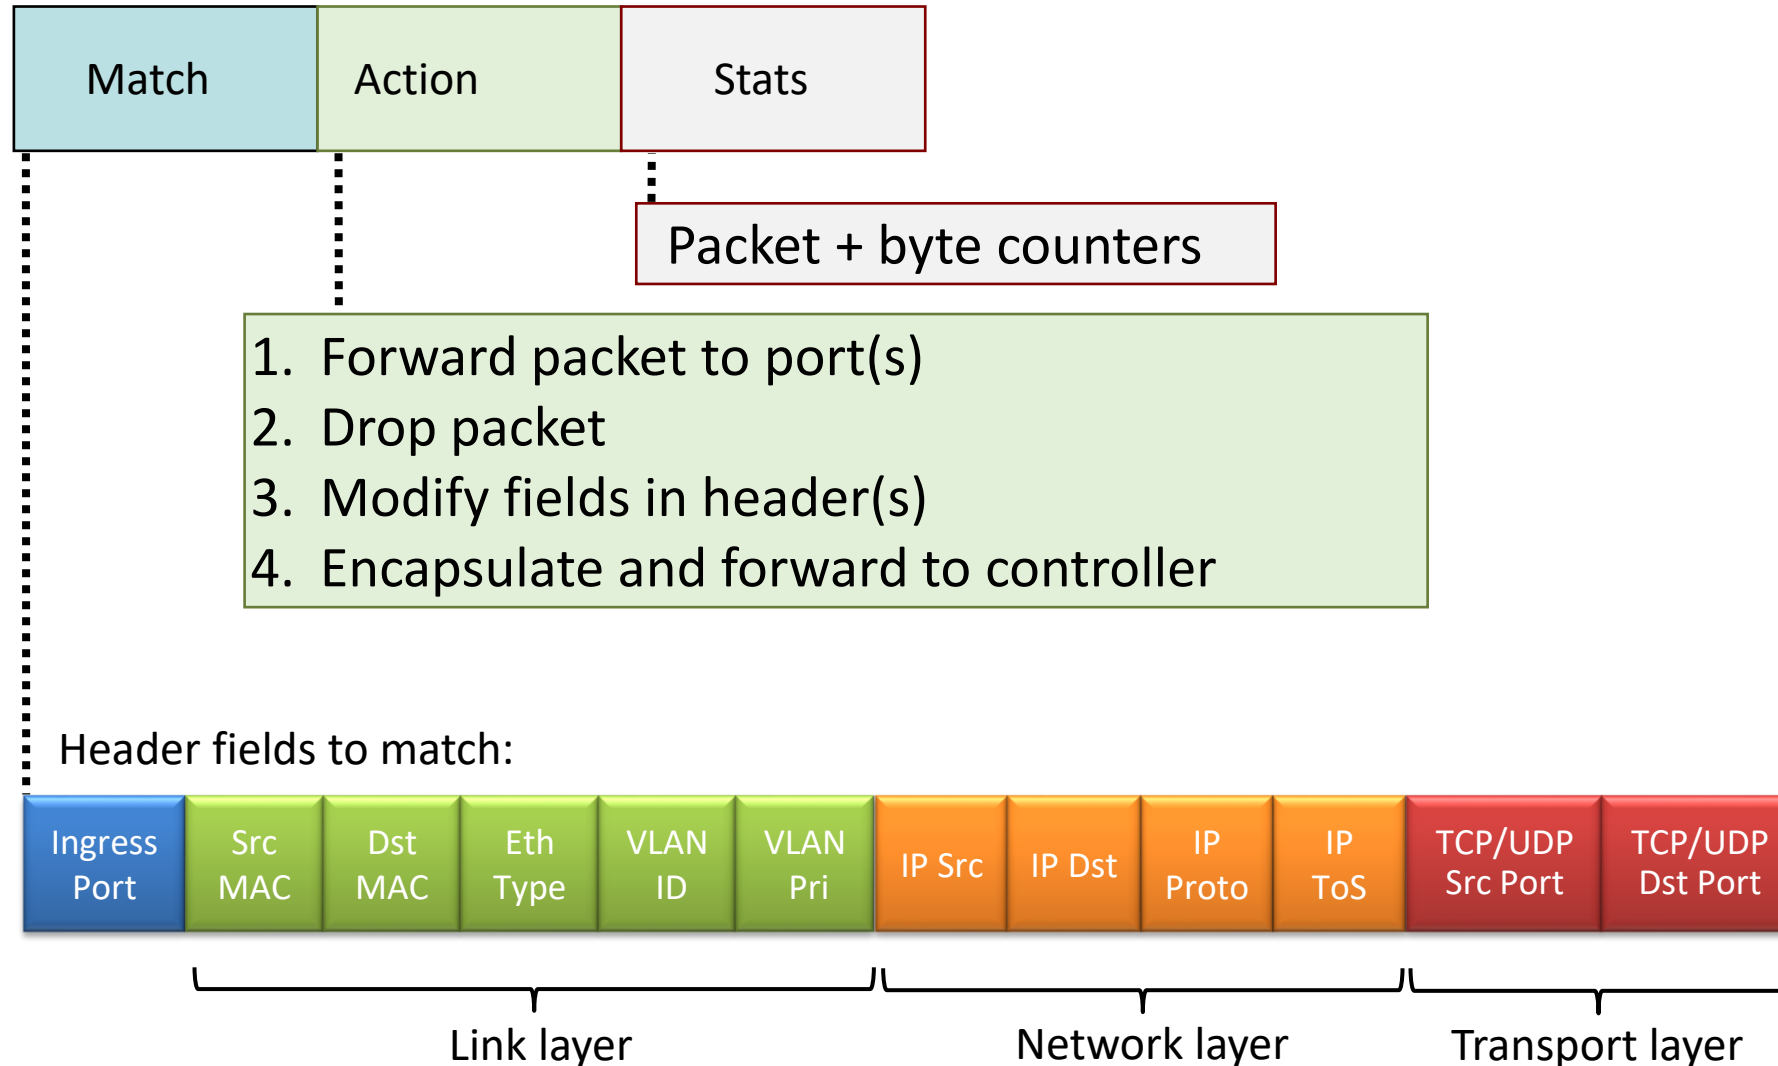 Match
Action
Stats
Packet + byte counters
1. Forward packet to port(s)
2. Drop packet
3. Modify fields in header(s)
4. Encapsulate and forward to controller
Header fields to match:
Ingress
Port
Src
MAC
Dst
MAC
Eth
Type
VLAN
ID
VLAN
Pri
IP Src
IP Dst
IP
Proto
IP
ToS
TCP/UDP
Src Port
TCP/UDP
Dst Port
Link layer
Network layer
Transport layer